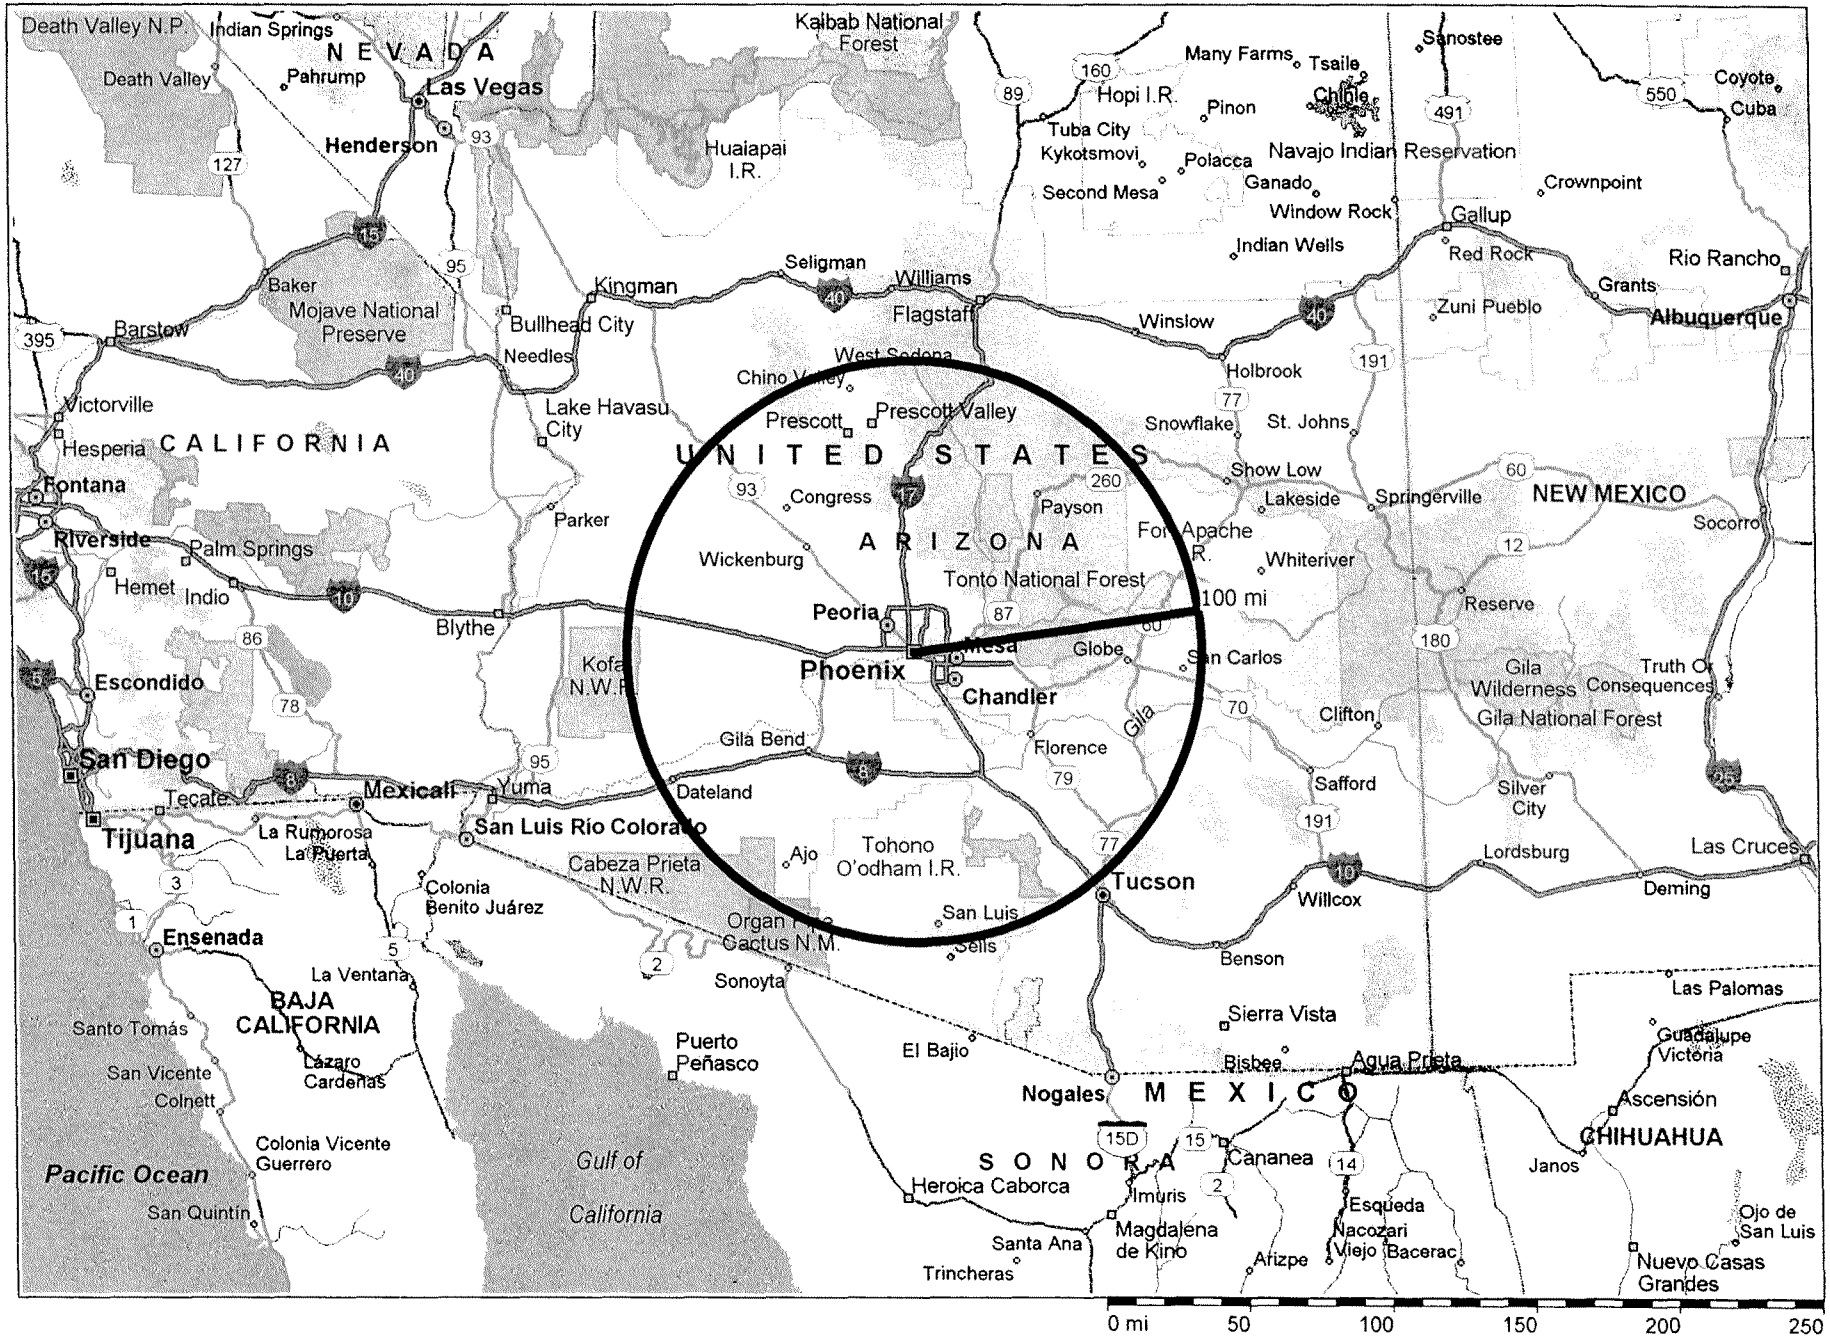 Death Valley N.P.
Indian Springs
NEVADA
Kaibab National
Forest
Death Valley
Pahrump
Las Vegas
Henderson
93
127
Hualapai
I.R.
89
160
Hopi I.R.
Many Farms
Tsaile
Chinle
Sanostee
Pinon
491
550
Coyote
Cuba
Tuba City
Kykotsmovi
Polacca
Second Mesa
Navajo Indian Reservation
Ganado
Window Rock
Crownpoint
Gallup
Indian Wells
Red Rock
Rio Rancho
15
95
Baker
Mojave National
Preserve
Kingman
Seligman
40
Williams
Flagstaff
Winslow
40
Grants
Zuni Pueblo
Albuquerque
395
Barstow
Bullhead City
Needles
40
West Sedona
Chino Valley
Holbrook
191
Victorville
Hesperia
CALIFORNIA
Lake Havasu
City
Prescott
Prescott Valley
77
Snowflake
St. Johns
UNITED STATES
Fontana
93
Congress
17
260
Payson
Show Low
Lakeside
Springerville
60
NEW MEXICO
Parker
Socorro
Riverside
Palm Springs
Wickenburg
ARIZONA
Fort Apache
R.
12
15
Hemet
Indio
10
Tonto National Forest
Whiteriver
Reserve
Blythe
Peoria
87
100 mi
60
86
180
Kofa
N.W.R.
Phoenix
Mesa
Globe
San Carlos
5
Escondido
Chandler
Gila
Wilderness
Truth Or
Consequences
78
Gila
70
Clifton
Gila National Forest
San Diego
Gila Bend
Florence
8
95
8
79
Safford
Silver
City
25
Tecate
Mexicali
Yuma
Dateland
Tijuana
La Rumorosa
La Puerta
San Luis Río Colorado
191
Ajo
Tohono
O'odham I.R.
77
Lordsburg
Las Cruces
Cabeza Prieta
N.W.R.
3
Colonia
Benito Juárez
Tucson
10
Willcox
Deming
1
Ensenada
5
Organ Pipe
Cactus N.M.
San Luis
Sells
2
Benson
La Ventana
Sonoyta
Las Palomas
BAJA
CALIFORNIA
Santo Tomás
Sierra Vista
Guadalupe
Victoria
El Bajio
Bisbee
Agua Prieta
Puerto
Peñasco
Lázaro
Cardenas
San Vicente
Colnett
Nogales
MEXICO
Ascensión
CHIHUAHUA
15D
15
Colonia Vicente
Guerrero
Pacific Ocean
Gulf of
California
SONORA
Cananea
14
Janos
Heroica Caborca
Imuris
2
San Quintín
Magdalena
de Kino
Esqueda
Nacozari
Viejo
Bacerac
Ojo de
San Luis
Santa Ana
Trincheras
Arizpe
Nuevo Casas
Grandes
0 mi 50 100 150 200 250